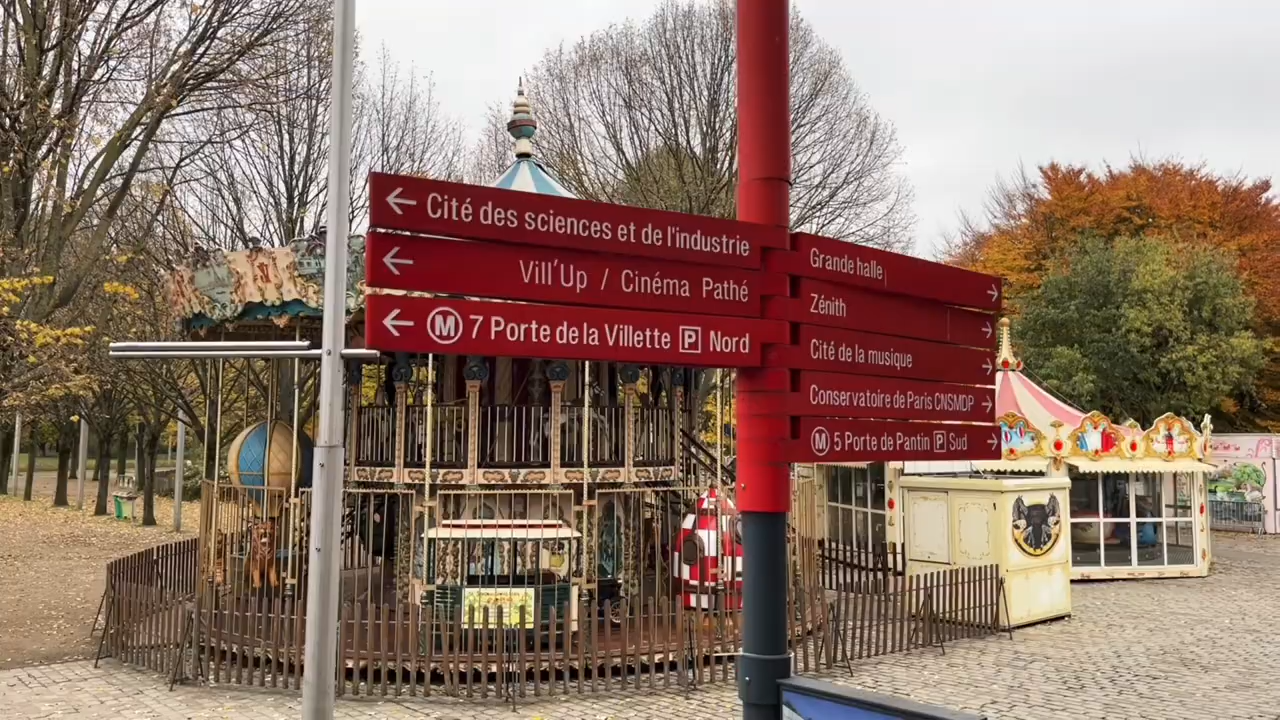 ← Cité des sciences et de l'industrie
← Vill'Up / Cinéma Pathé
← M 7 Porte de la Villette P Nord
Grande halle →
Zénith →
Cité de la musique →
Conservatoire de Paris CNSMDP →
M 5 Porte de Pantin P Sud →